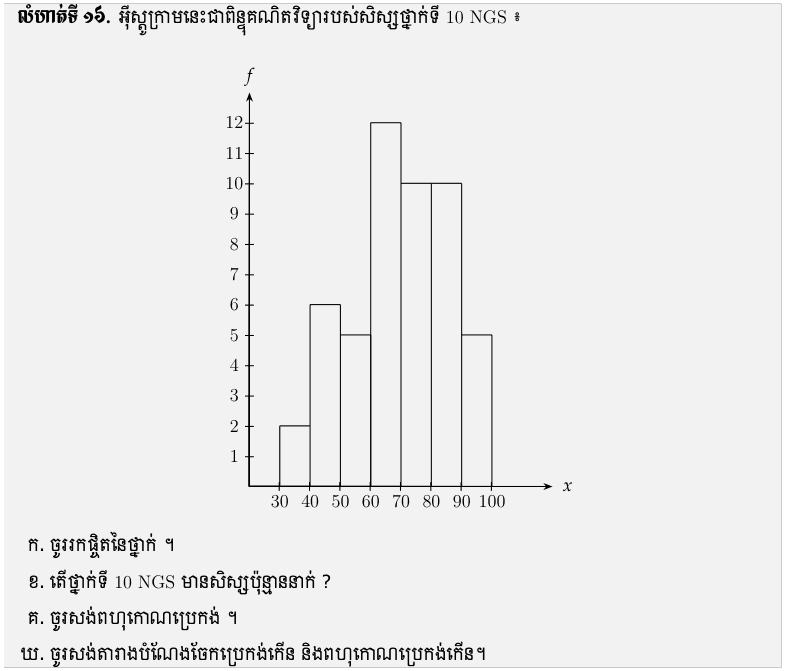 លំហាត់ទី ១៦. អ៊ីស្តូក្រាមនេះជាពិន្ទុគណិតវិទ្យារបស់សិស្សថ្នាក់ទី 10 NGS ៖
f
12
11
10
9
8
7
6
5
4
3
2
1
30 40 50 60 70 80 90 100 x
ក. ចូររកផ្ចិតនៃថ្នាក់ ។
ខ. តើថ្នាក់ទី 10 NGS មានសិស្សប៉ុន្មាននាក់ ?
គ. ចូរសង់ពហុកោណប្រេកង់ ។
ឃ. ចូរសង់តារាងបំណែងចែកប្រេកង់កើន និងពហុកោណប្រេកង់កើន។